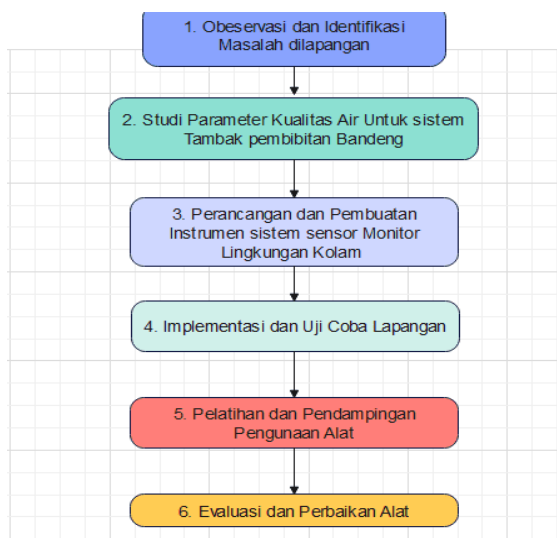 1. Obeservasi dan Identifikasi
Masalah dilapangan
2. Studi Parameter Kualitas Air Untuk sistem
Tambak pembibitan Bandeng
3. Perancangan dan Pembuatan
Instrumen sistem sensor Monitor
Lingkungan Kolam
4. Implementasi dan Uji Coba Lapangan
5. Pelatihan dan Pendampingan
Pengunaan Alat
6. Evaluasi dan Perbaikan Alat